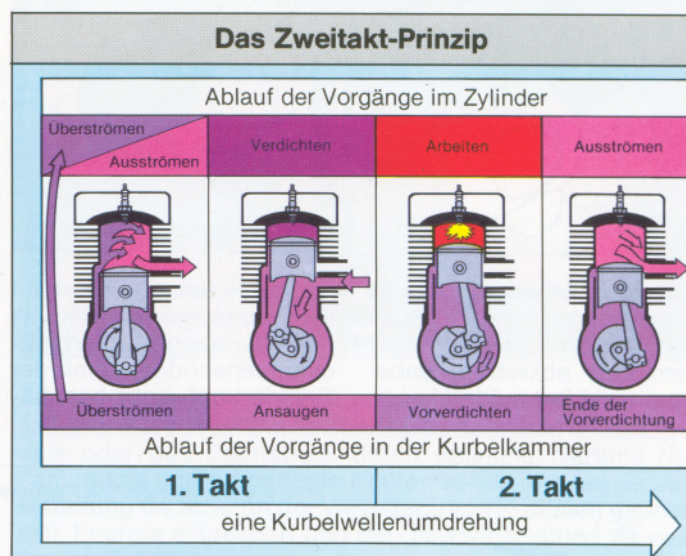 Das Zweitakt-Prinzip
Ablauf der Vorgänge im Zylinder
Überströmen
Ausströmen
Verdichten
Arbeiten
Ausströmen
Überströmen
Ansaugen
Vorverdichten
Ende der
Vorverdichtung
Ablauf der Vorgänge in der Kurbelkammer
1. Takt
2. Takt
eine Kurbelwellenumdrehung